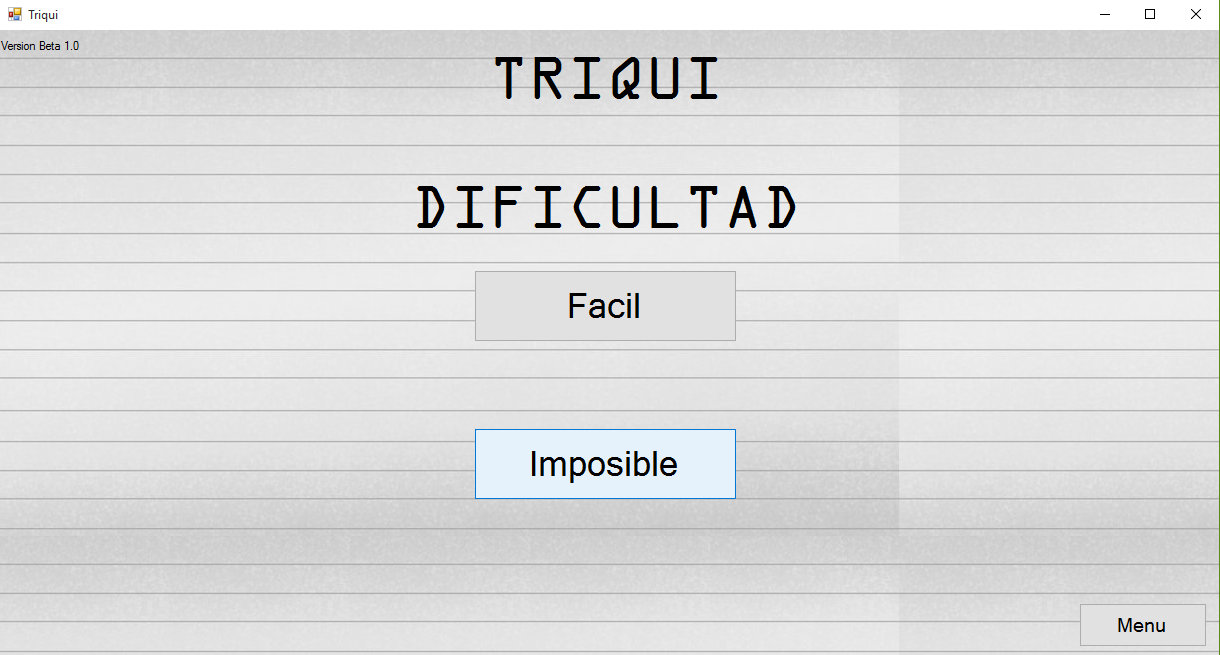 Triqui
Version Beta 1.0
TRIQUI
DIFICULTAD
Facil
Imposible
Menu